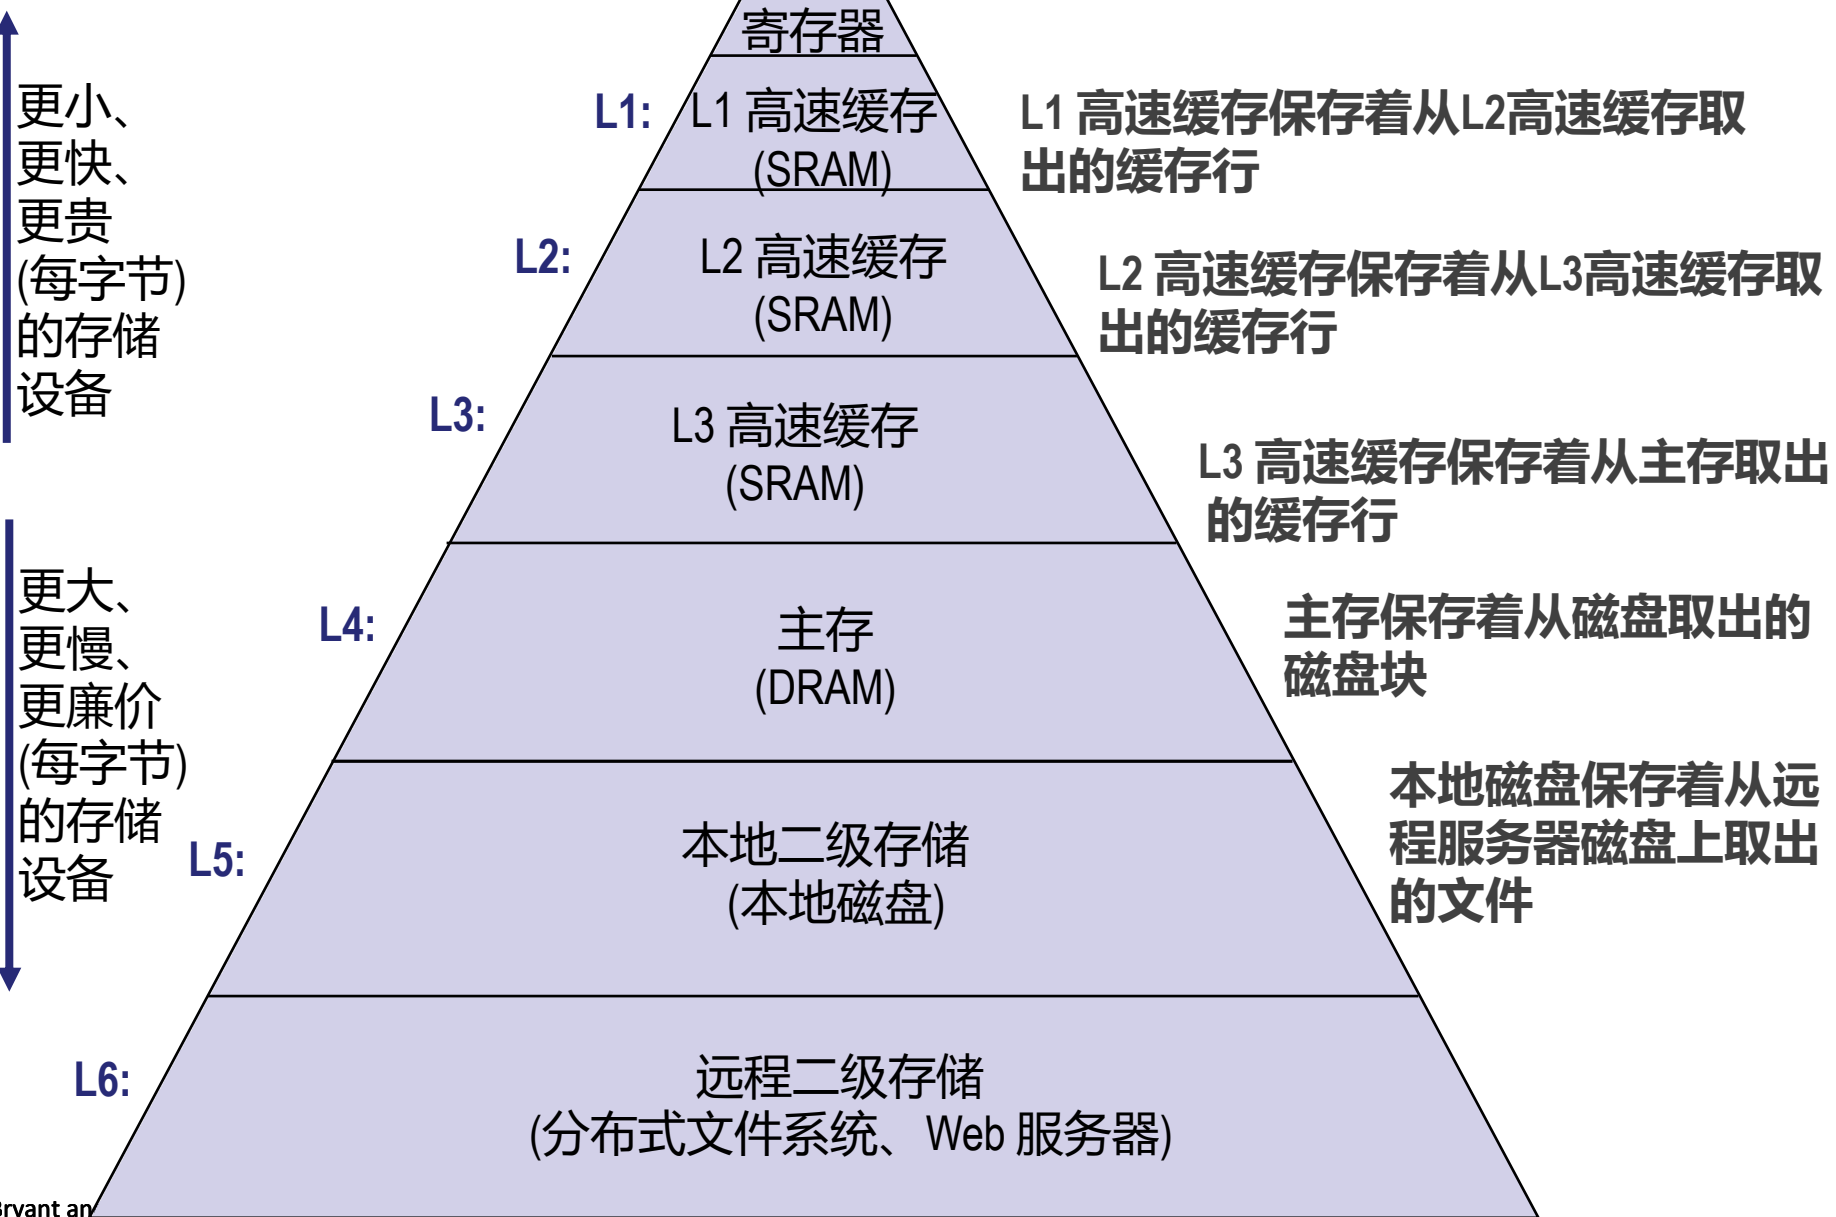 寄存器
更小、
更快、
更贵
(每字节)
的存储
设备
L1:
L1 高速缓存
(SRAM)
L1 高速缓存保存着从L2高速缓存取
出的缓存行
L2:
L2 高速缓存
(SRAM)
L2 高速缓存保存着从L3高速缓存取
出的缓存行
L3:
L3 高速缓存
(SRAM)
L3 高速缓存保存着从主存取出
的缓存行
更大、
更慢、
更廉价
(每字节)
的存储
设备
L4:
主存
(DRAM)
主存保存着从磁盘取出的
磁盘块
L5:
本地二级存储
(本地磁盘)
本地磁盘保存着从远
程服务器磁盘上取出
的文件
L6:
远程二级存储
(分布式文件系统、Web 服务器)
Bryant an